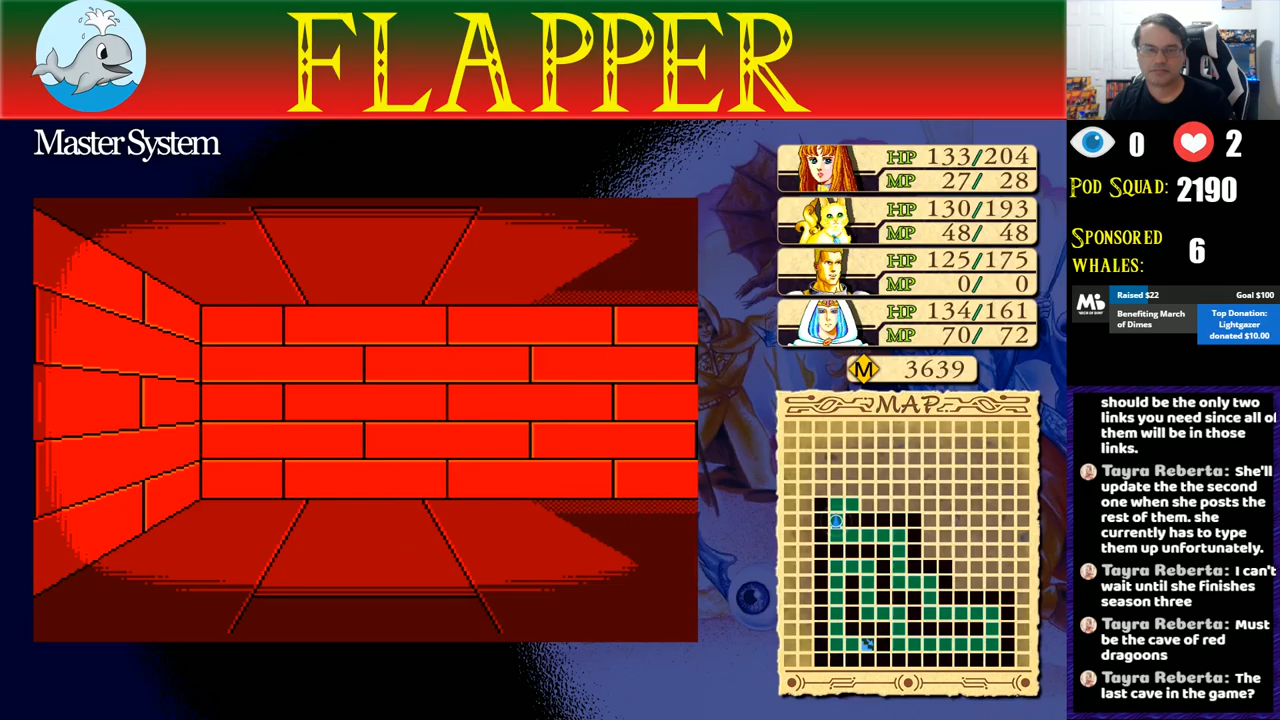 FLAPPER
Master System
HP 133/204
MP 27/ 28
HP 130/193
MP 48/ 48
HP 125/175
MP 0/ 0
HP 134/161
MP 70/ 72
M 3639
MAP
0 2
POD SQUAD: 2190
SPONSORED
WHALES: 6
Raised $22 Goal $100
Benefiting March
of Dimes
Top Donation:
Lightgazer
donated $10.00
should be the only two
links you need since all of
them will be in those
links.
Tayra Reberta: She'll
update the the second
one when she posts the
rest of them. she
currently has to type
them up unfortunately.
Tayra Reberta: I can't
wait until she finishes
season three
Tayra Reberta: Must
be the cave of red
dragoons
Tayra Reberta: The
last cave in the game?